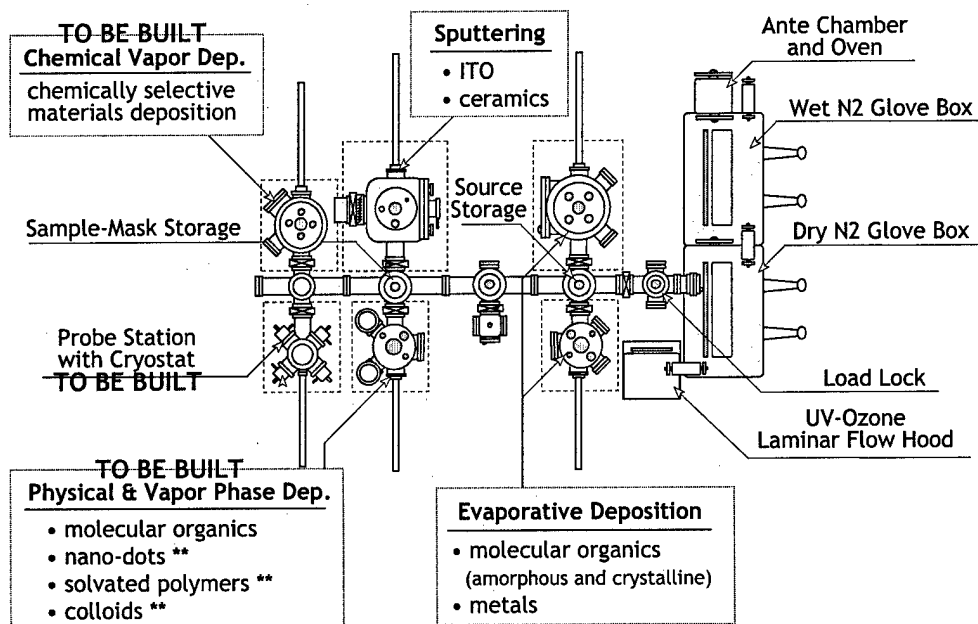 TO BE BUILT
Chemical Vapor Dep.
chemically selective
materials deposition
Sputtering
• ITO
• ceramics
Ante Chamber
and Oven
Wet N2 Glove Box
Source
Storage
Sample-Mask Storage
Dry N2 Glove Box
Probe Station
with Cryostat
TO BE BUILT
Load Lock
UV-Ozone
Laminar Flow Hood
TO BE BUILT
Physical & Vapor Phase Dep.
• molecular organics
• nano-dots **
• solvated polymers **
• colloids **
Evaporative Deposition
• molecular organics
(amorphous and crystalline)
• metals